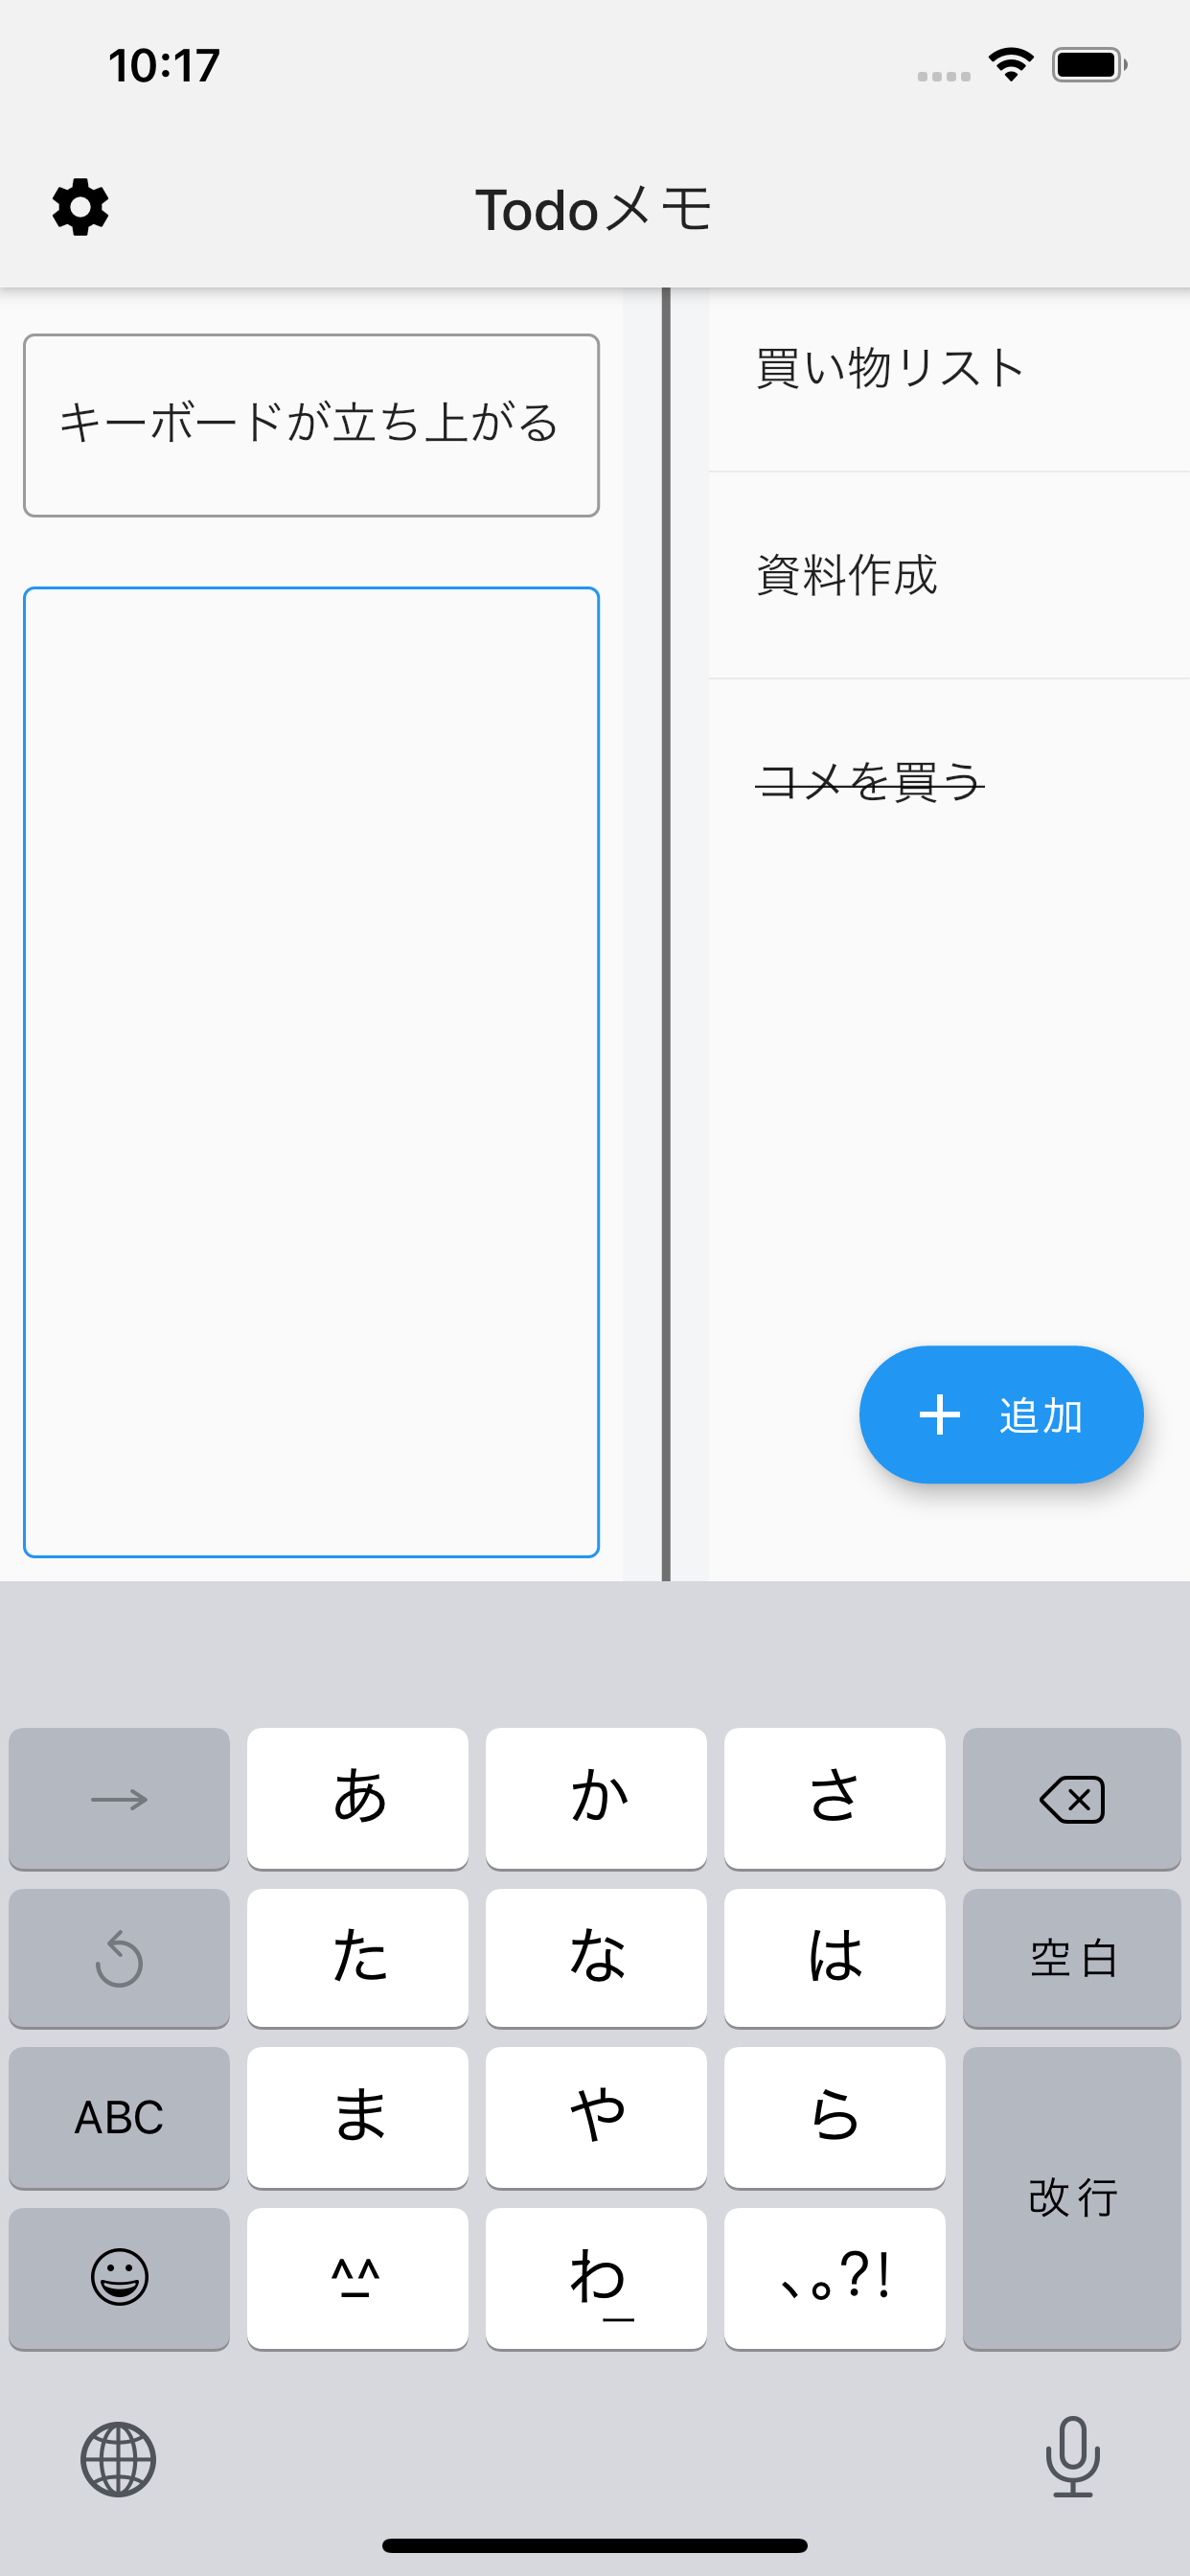 10:17
Todoメモ
キーボードが立ち上がる
買い物リスト
資料作成
コメを買う
追加
→ あ か さ
た な は 空白
ABC ま や ら
改行
^_^ わ_ 、。?!